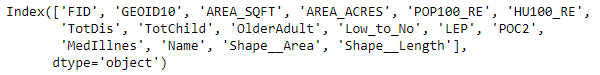 Index(['FID', 'GEOID10', 'AREA_SQFT', 'AREA_ACRES', 'POP100_RE', 'HU100_RE',
'TotDis', 'TotChild', 'OlderAdult', 'Low_to_No', 'LEP', 'POC2',
'MedIllnes', 'Name', 'Shape__Area', 'Shape__Length'],
dtype='object')